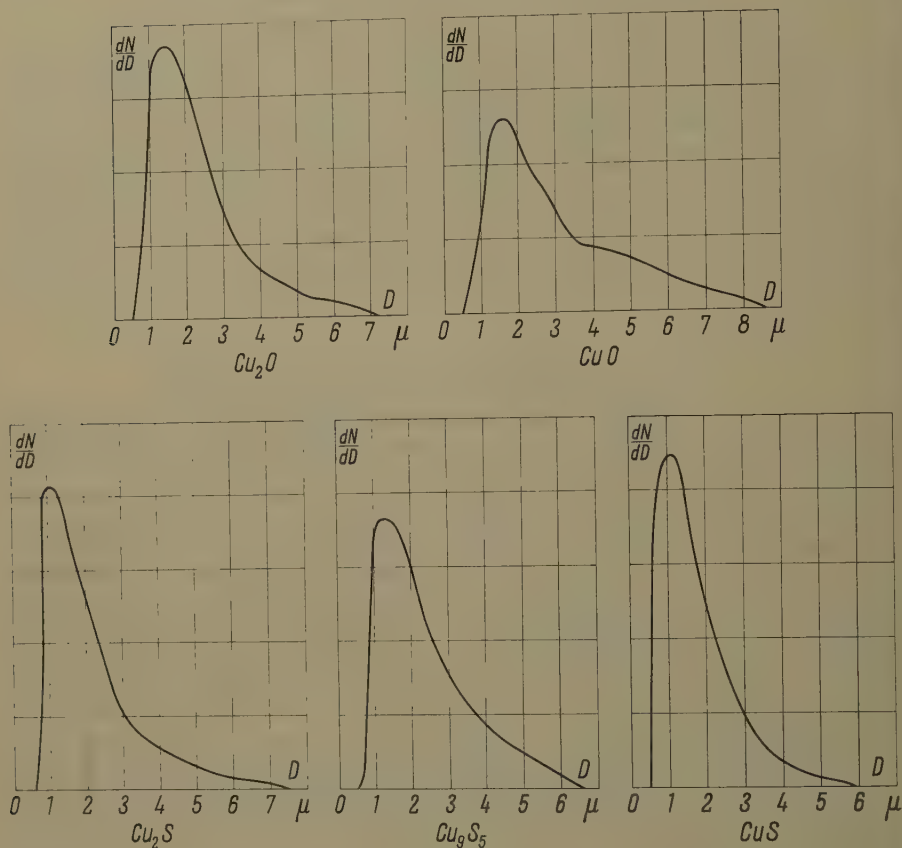 dN
dD
D
0 1 2 3 4 5 6 7 μ
Cu₂O
dN
dD
D
0 1 2 3 4 5 6 7 8 μ
CuO
dN
dD
D
0 1 2 3 4 5 6 7 μ
Cu₂S
dN
dD
D
0 1 2 3 4 5 6 μ
Cu₉S₅
dN
dD
D
0 1 2 3 4 5 6 μ
CuS